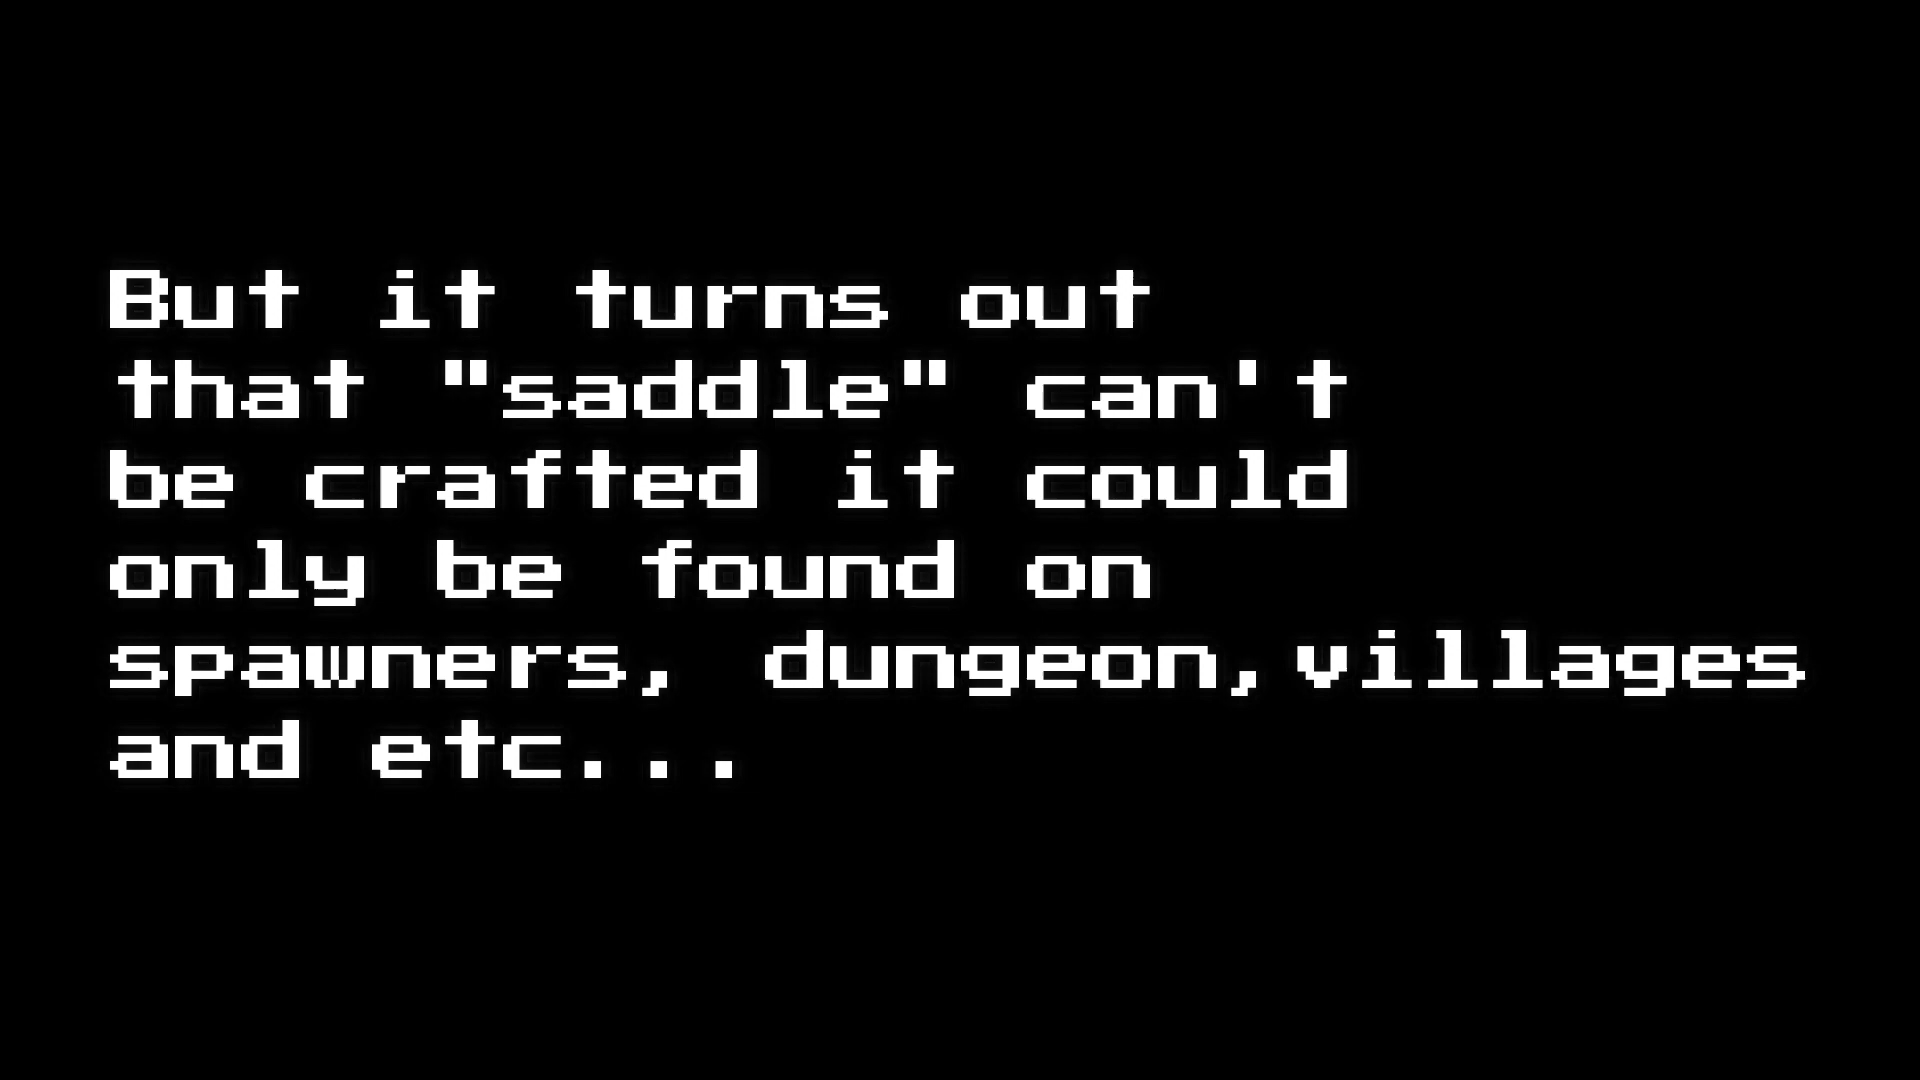 But it turns out
that "saddle" can't
be crafted it could
only be found on
spawners, dungeon,villages
and etc...